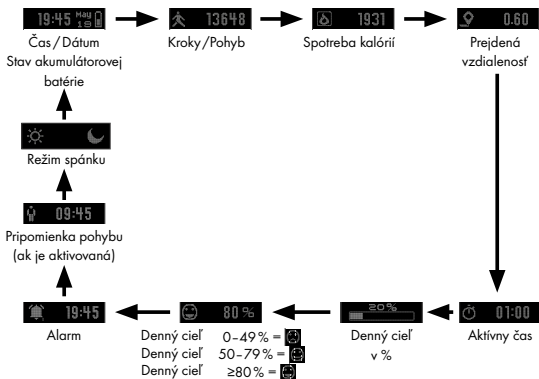 19:45 May 19
13648
1931
0.60
Čas / Dátum
Stav akumulátorovej
batérie
Kroky/Pohyb
Spotreba kalórií
Prejdená
vzdialenosť
Režim spánku
09:45
Pripomienka pohybu
(ak je aktivovaná)
19:45
80 %
20%
01:00
Alarm
Denný cieľ 0–49 % =
Denný cieľ 50–79 % =
Denný cieľ ≥80 % =
Denný cieľ
v %
Aktívny čas